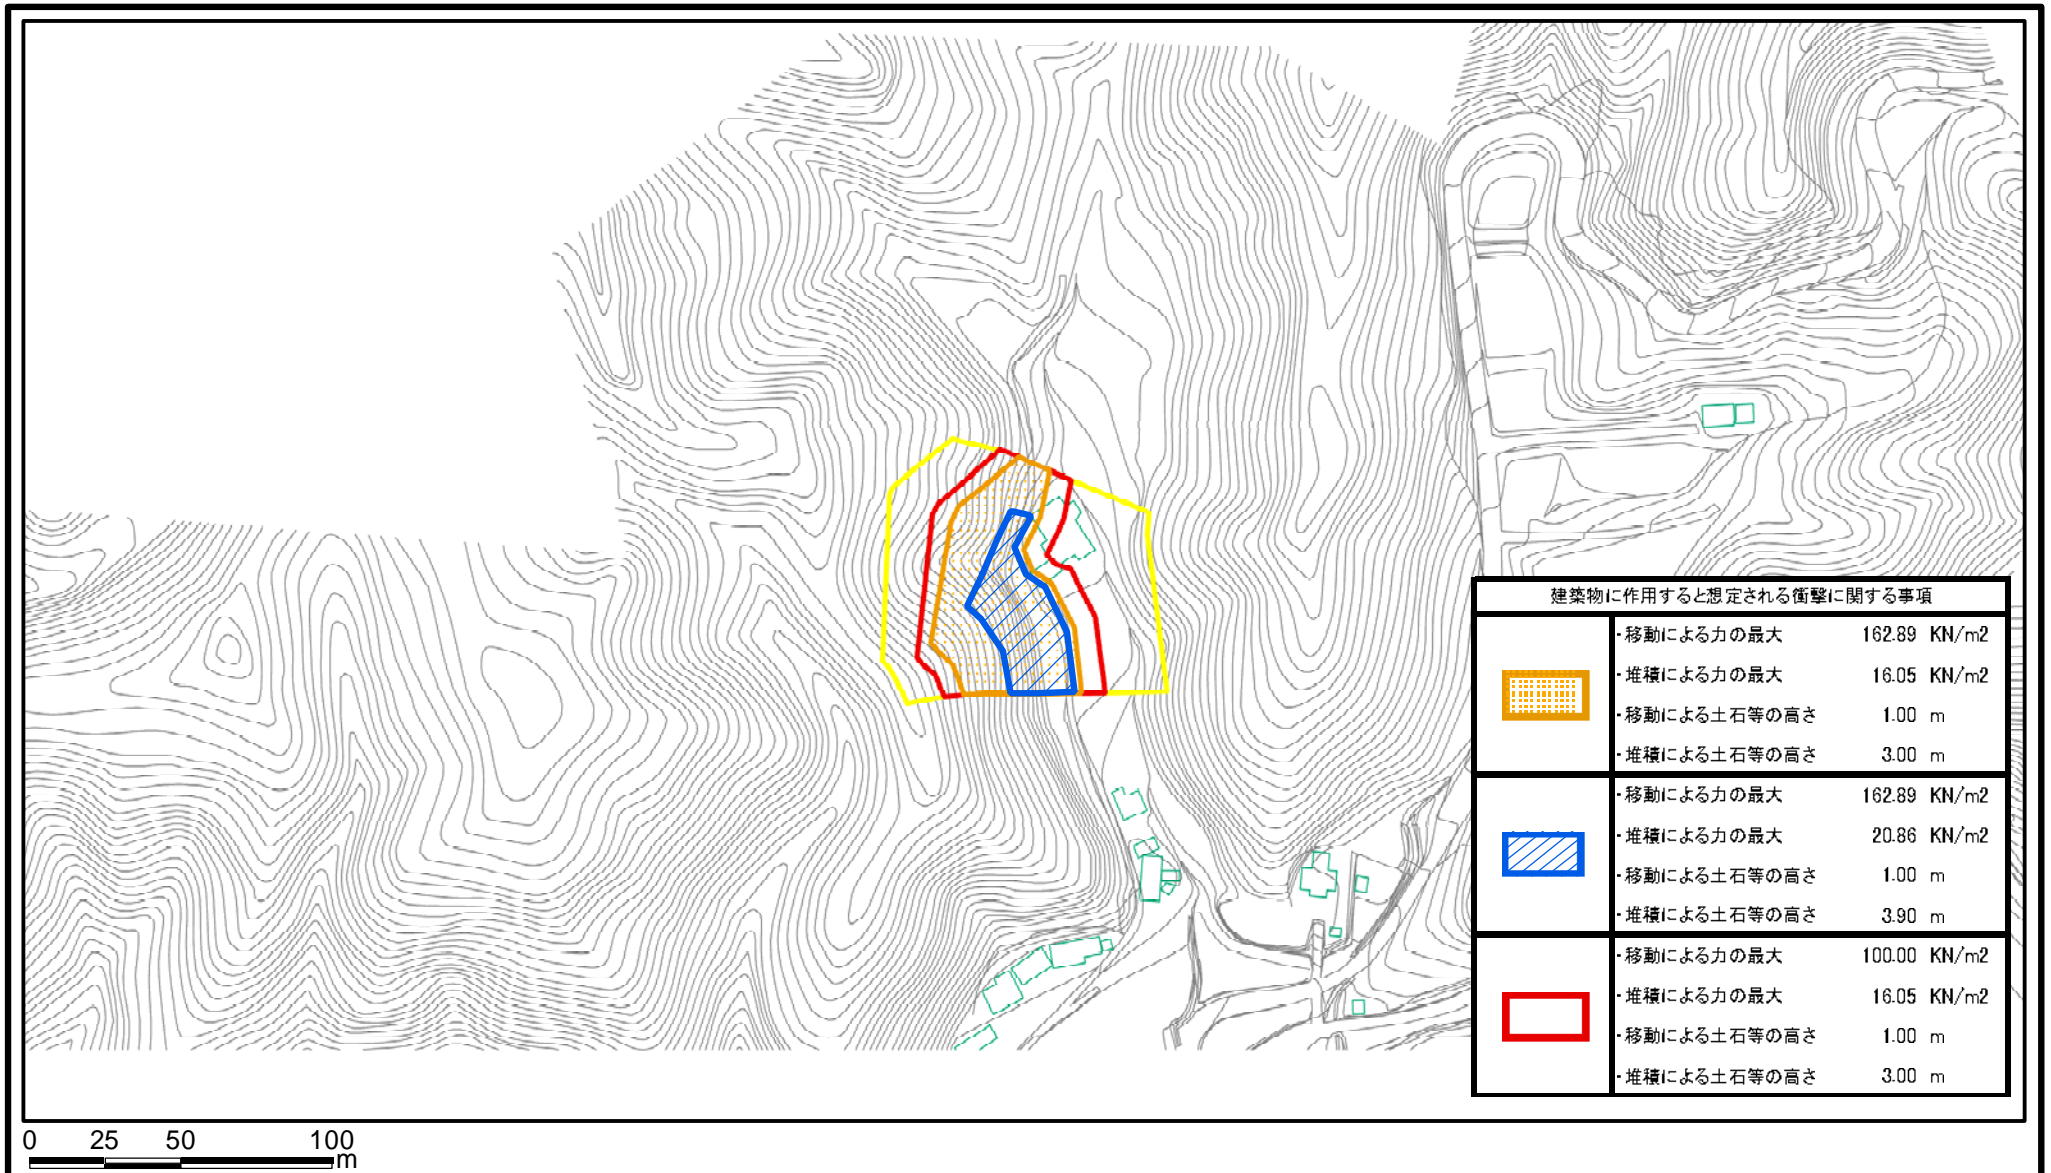 建築物に作用すると想定される衝撃に関する事項
・移動による力の最大 162.89 KN/m2
・堆積による力の最大 16.05 KN/m2
・移動による土石等の高さ 1.00 m
・堆積による土石等の高さ 3.00 m
・移動による力の最大 162.89 KN/m2
・堆積による力の最大 20.86 KN/m2
・移動による土石等の高さ 1.00 m
・堆積による土石等の高さ 3.90 m
・移動による力の最大 100.00 KN/m2
・堆積による力の最大 16.05 KN/m2
・移動による土石等の高さ 1.00 m
・堆積による土石等の高さ 3.00 m
0 25 50 100
m